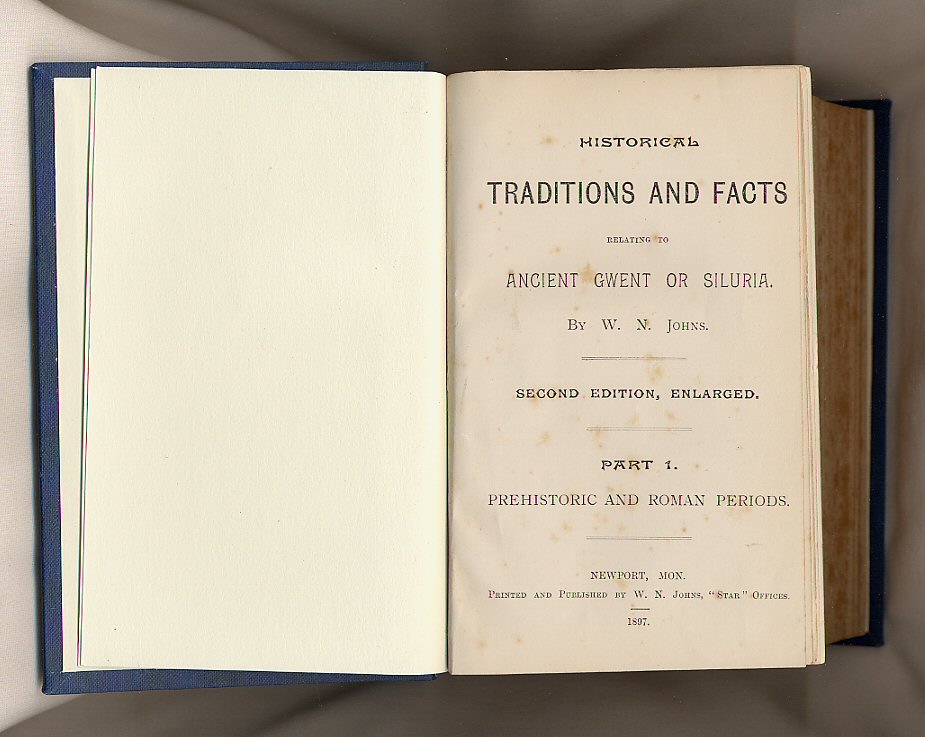 HISTORICAL
TRADITIONS AND FACTS
RELATING TO
ANCIENT GWENT OR SILURIA.
By W. N. Johns.
SECOND EDITION, ENLARGED.
PART 1.
PREHISTORIC AND ROMAN PERIODS.
NEWPORT, MON.
Printed and Published by W. N. Johns, "Star" Offices.
1897.